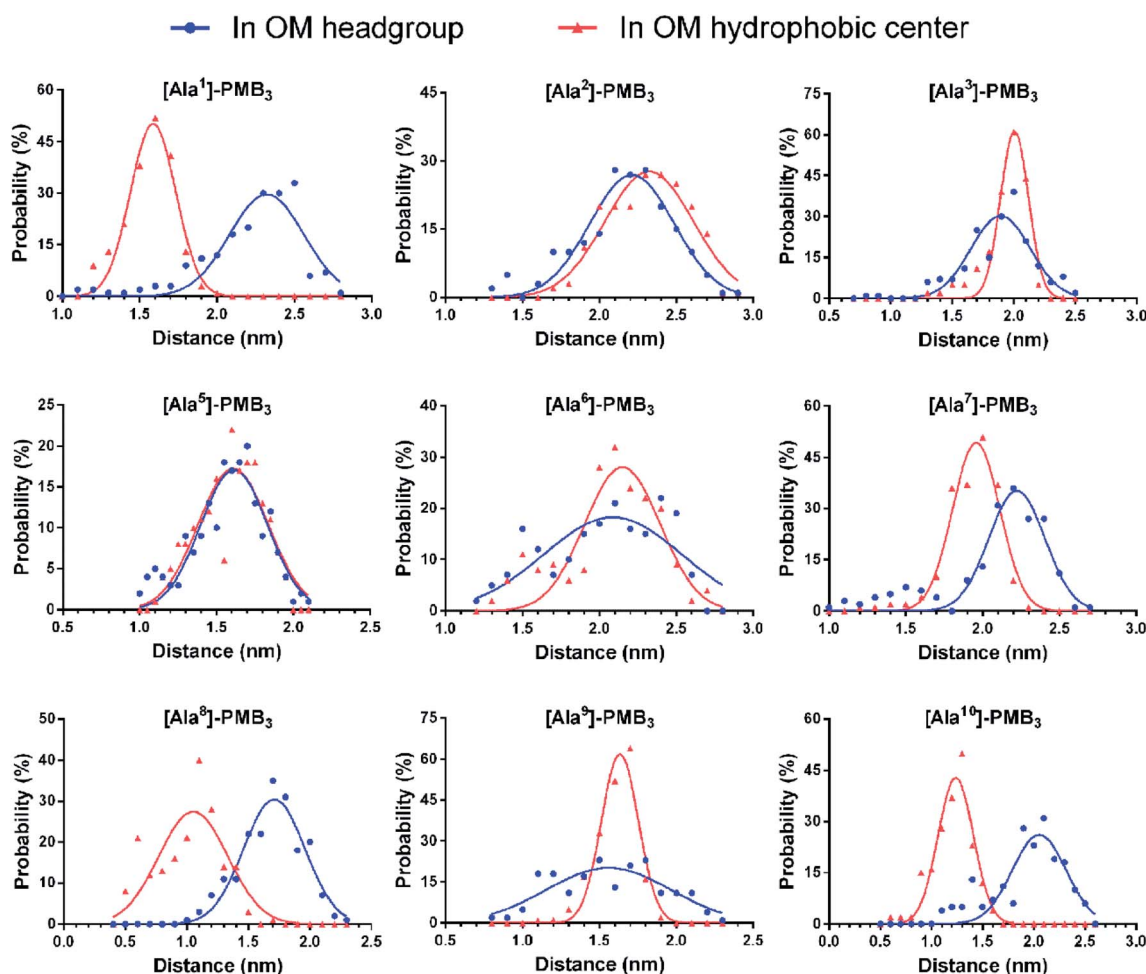 In OM headgroup In OM hydrophobic center
[Ala¹]-PMB₃
Probability (%)
60
45
30
15
0
1.0 1.5 2.0 2.5 3.0
Distance (nm)
[Ala²]-PMB₃
Probability (%)
45
30
15
0
1.0 1.5 2.0 2.5 3.0
Distance (nm)
[Ala³]-PMB₃
Probability (%)
75
60
45
30
15
0
0.5 1.0 1.5 2.0 2.5 3.0
Distance (nm)
[Ala⁵]-PMB₃
Probability (%)
25
20
15
10
5
0
0.5 1.0 1.5 2.0 2.5
Distance (nm)
[Ala⁶]-PMB₃
Probability (%)
40
30
20
10
0
1.0 1.5 2.0 2.5 3.0
Distance (nm)
[Ala⁷]-PMB₃
Probability (%)
60
45
30
15
0
1.0 1.5 2.0 2.5 3.0
Distance (nm)
[Ala⁸]-PMB₃
Probability (%)
50
40
30
20
10
0
0.0 0.5 1.0 1.5 2.0 2.5
Distance (nm)
[Ala⁹]-PMB₃
Probability (%)
75
60
45
30
15
0
0.5 1.0 1.5 2.0 2.5
Distance (nm)
[Ala¹⁰]-PMB₃
Probability (%)
60
45
30
15
0
0.0 0.5 1.0 1.5 2.0 2.5 3.0
Distance (nm)